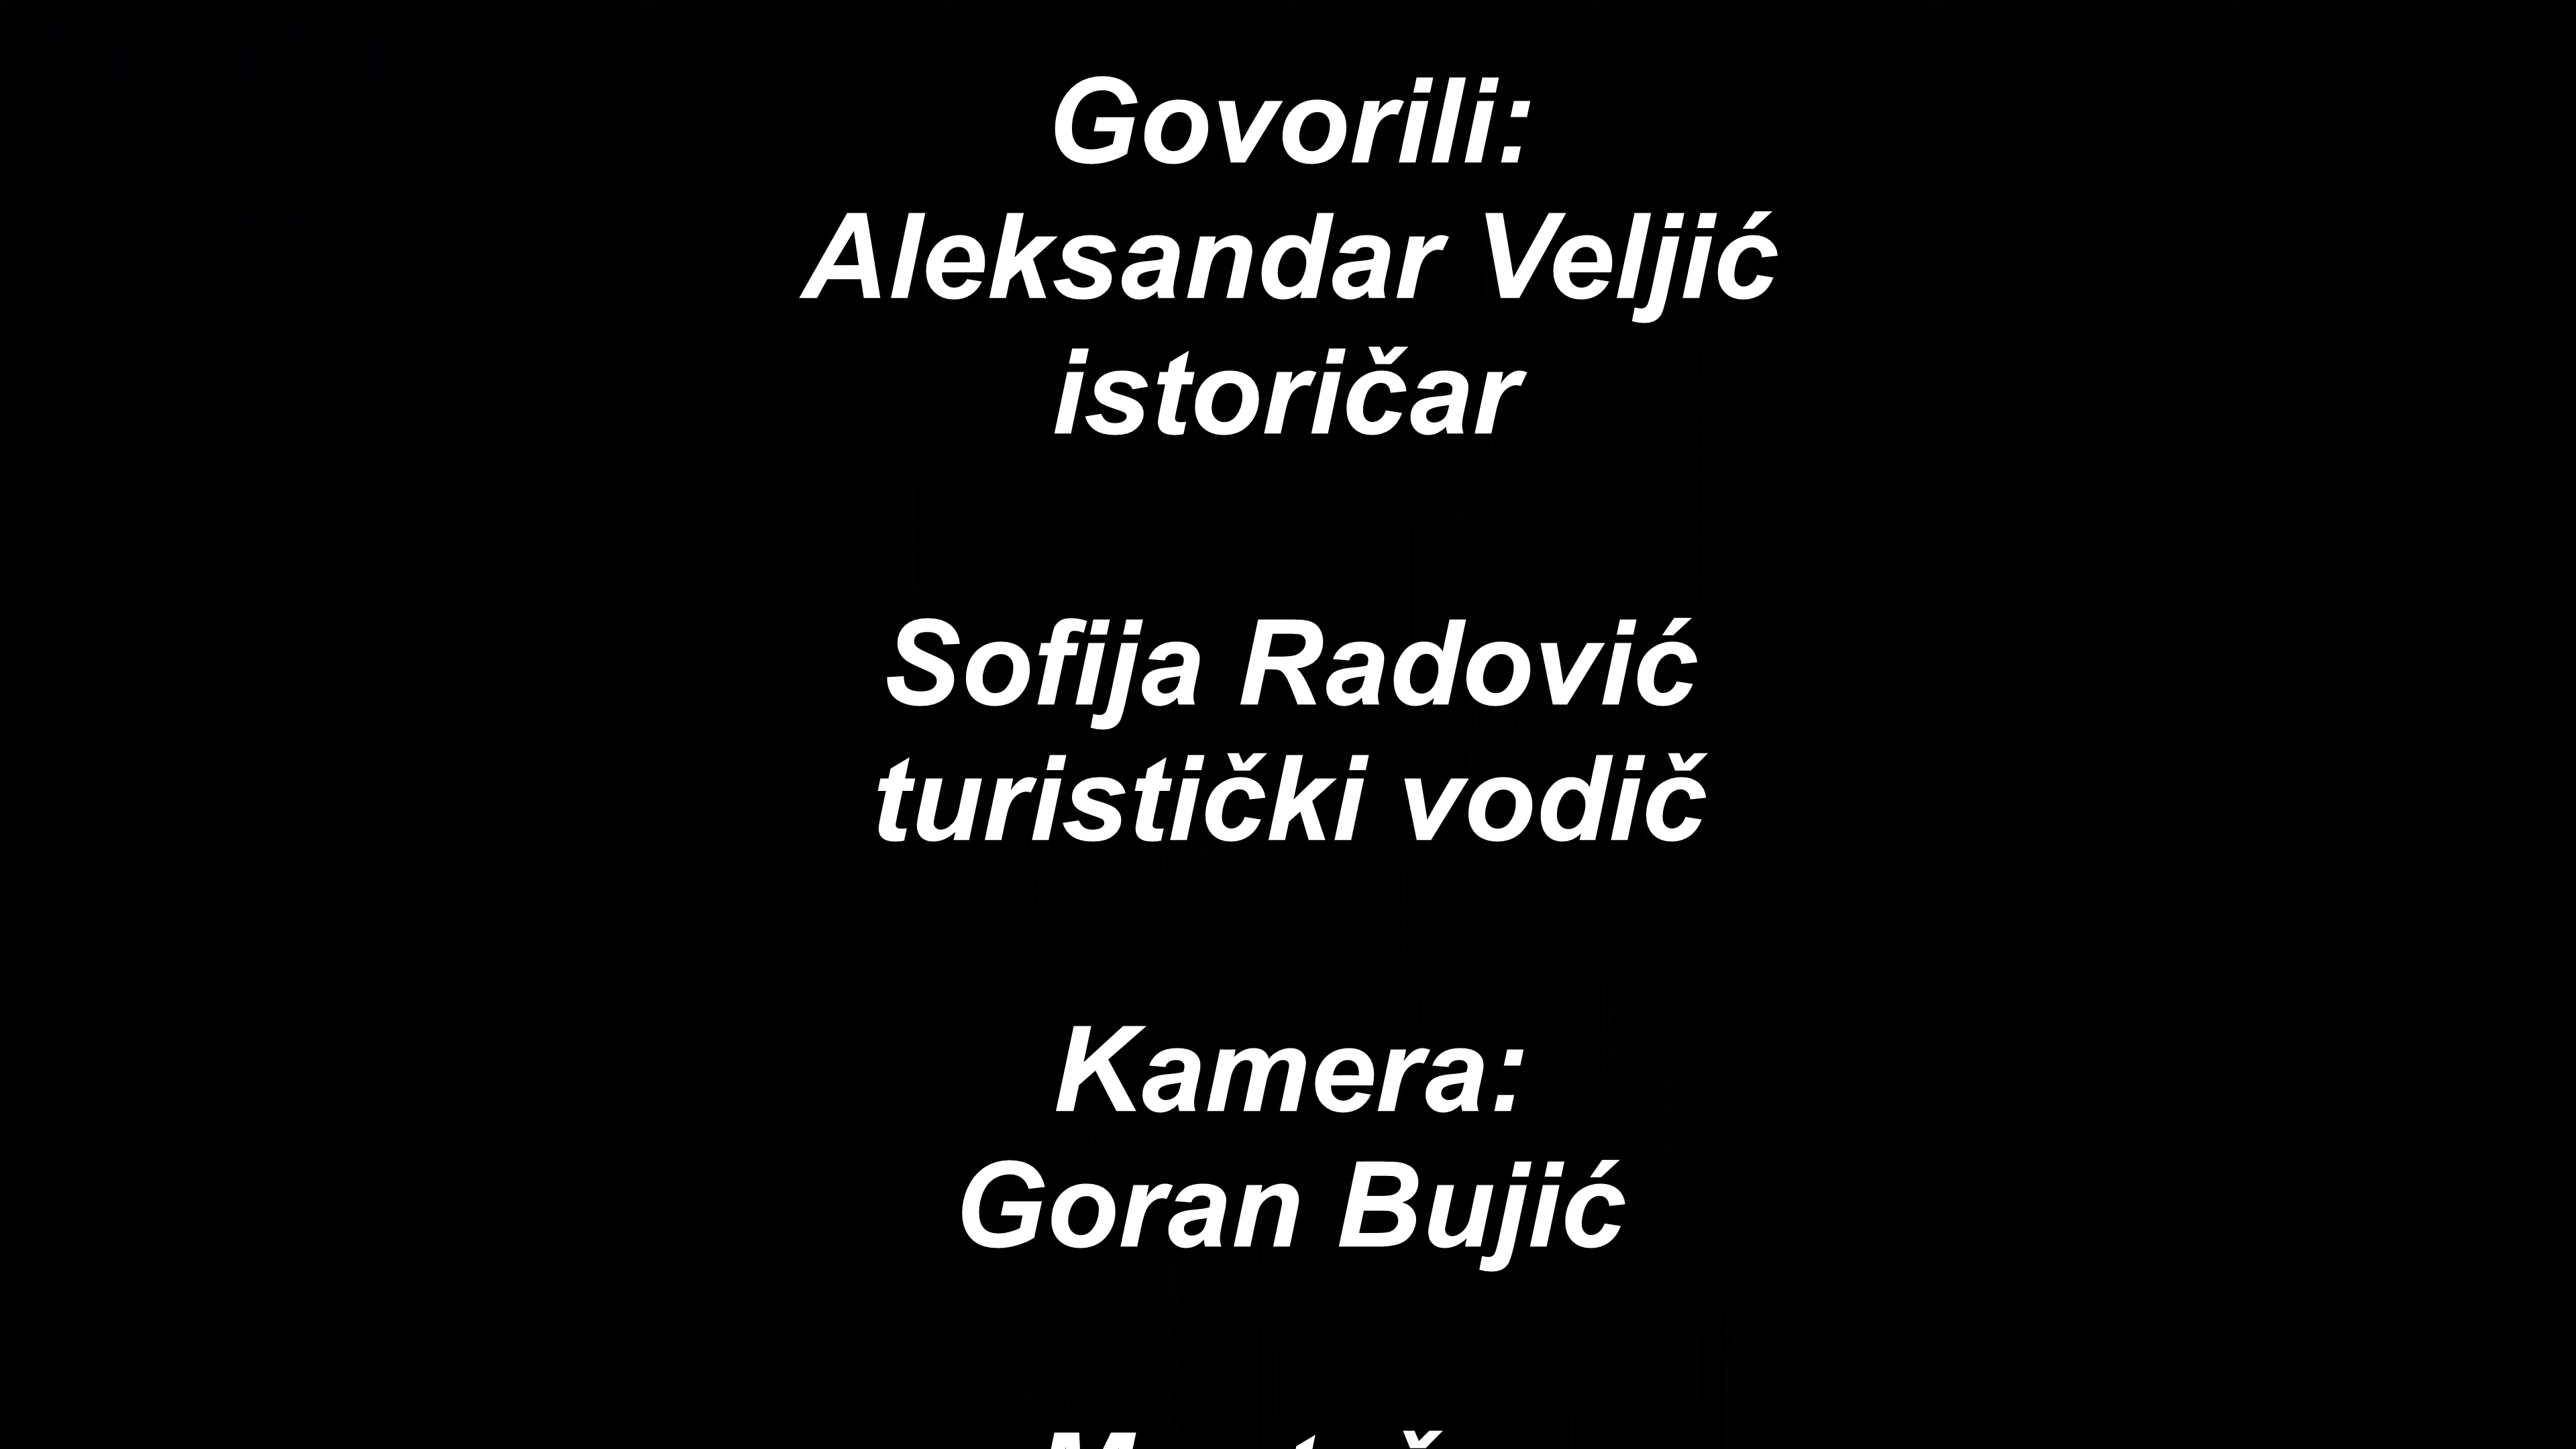 Govorili:
Aleksandar Veljić
istoričar
Sofija Radović
turistički vodič
Kamera:
Goran Bujić